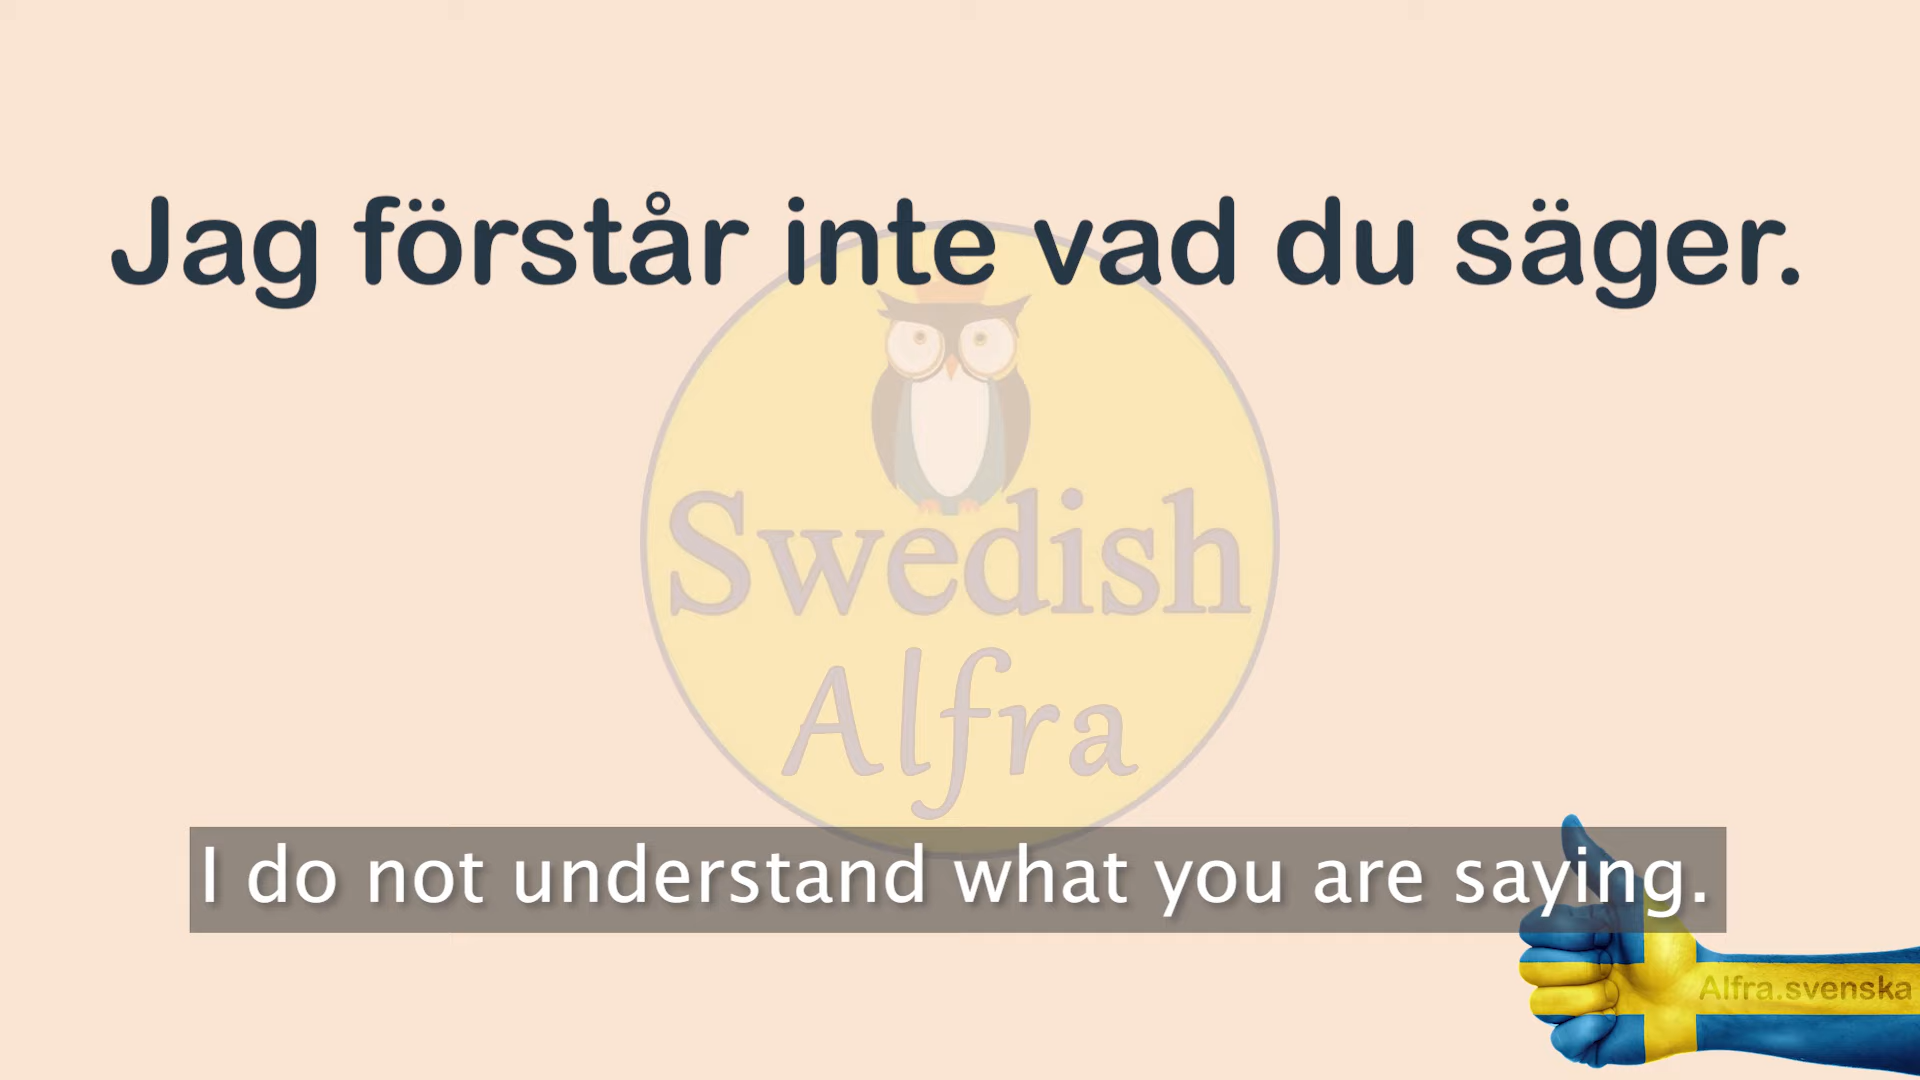 Jag förstår inte vad du säger.
Swedish
Alfra
I do not understand what you are saying.
Alfra.svenska